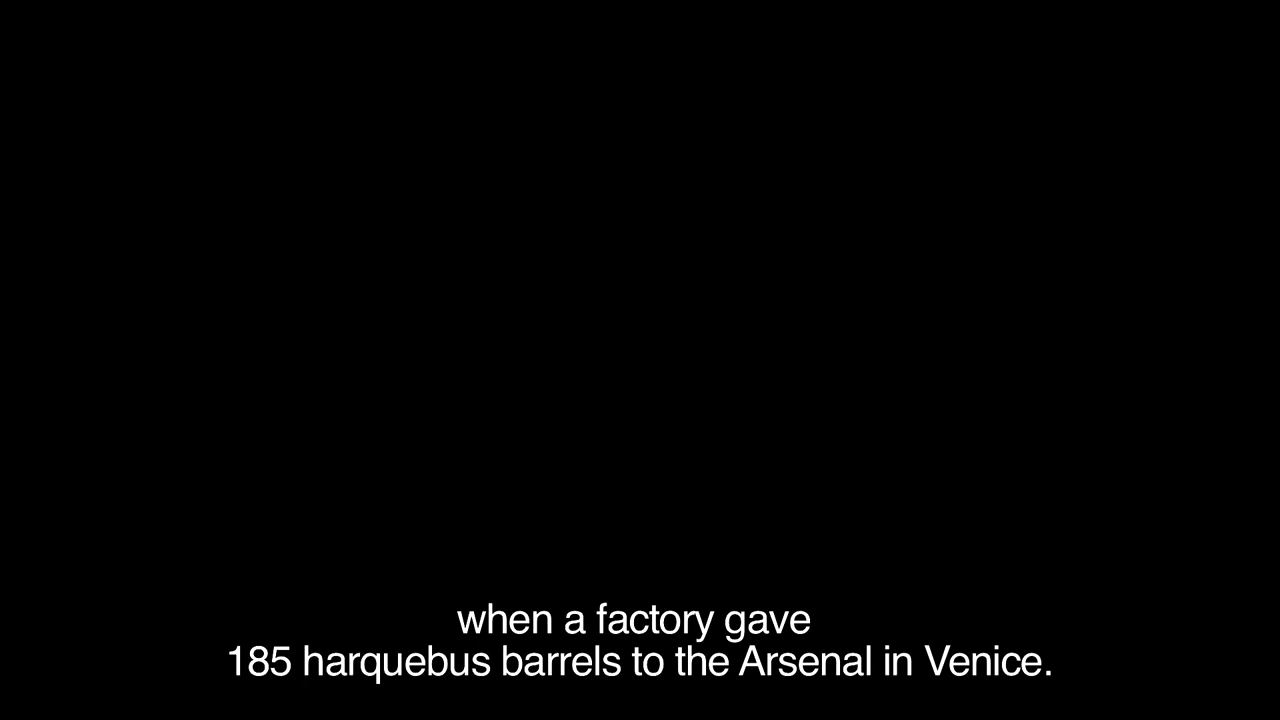 when a factory gave
185 harquebus barrels to the Arsenal in Venice.